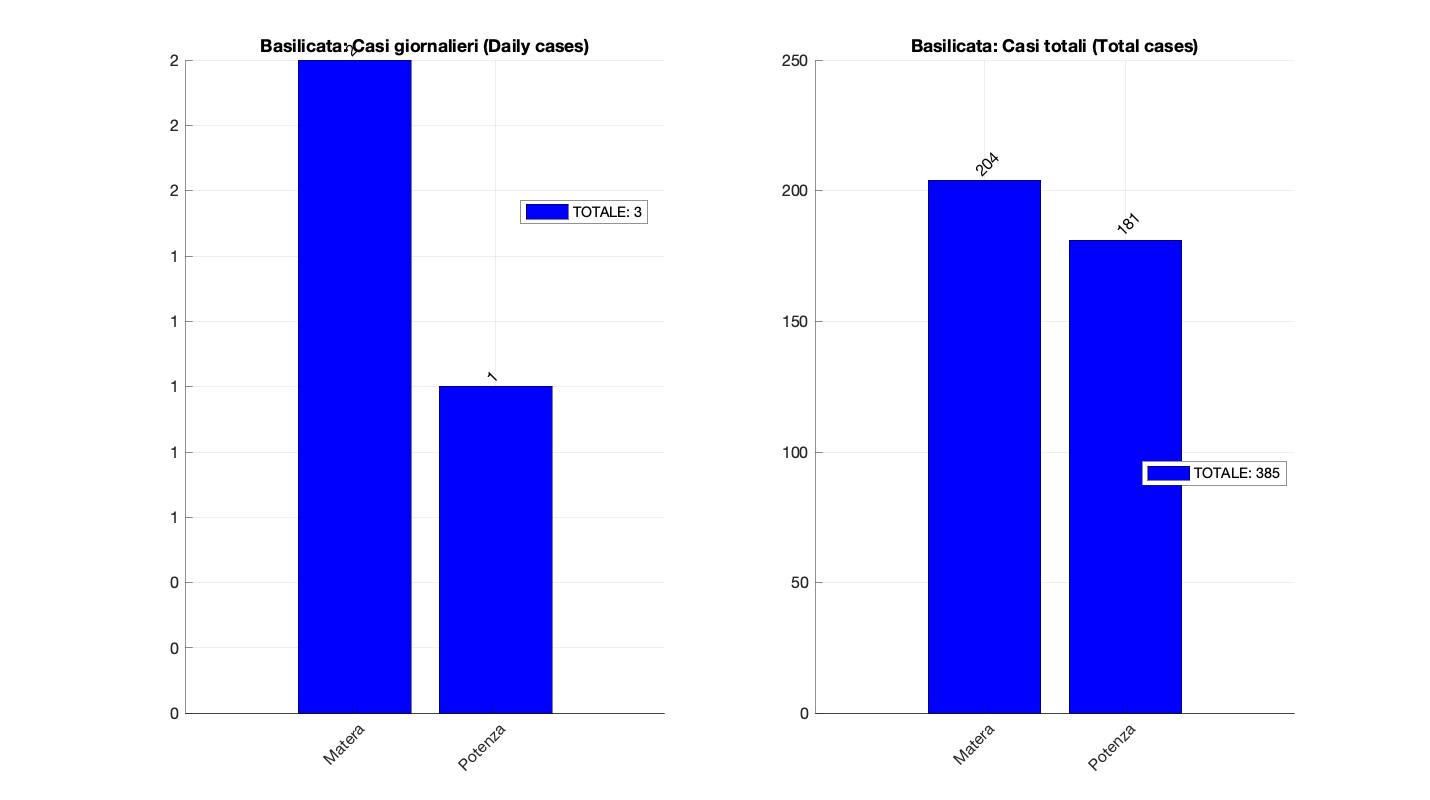 Basilicata: Casi giornalieri (Daily cases)
2
2
2
2
1
1
1
1
1
0
0
0
1
TOTALE: 3
Matera
Potenza
Basilicata: Casi totali (Total cases)
250
200
150
100
50
0
204
181
TOTALE: 385
Matera
Potenza